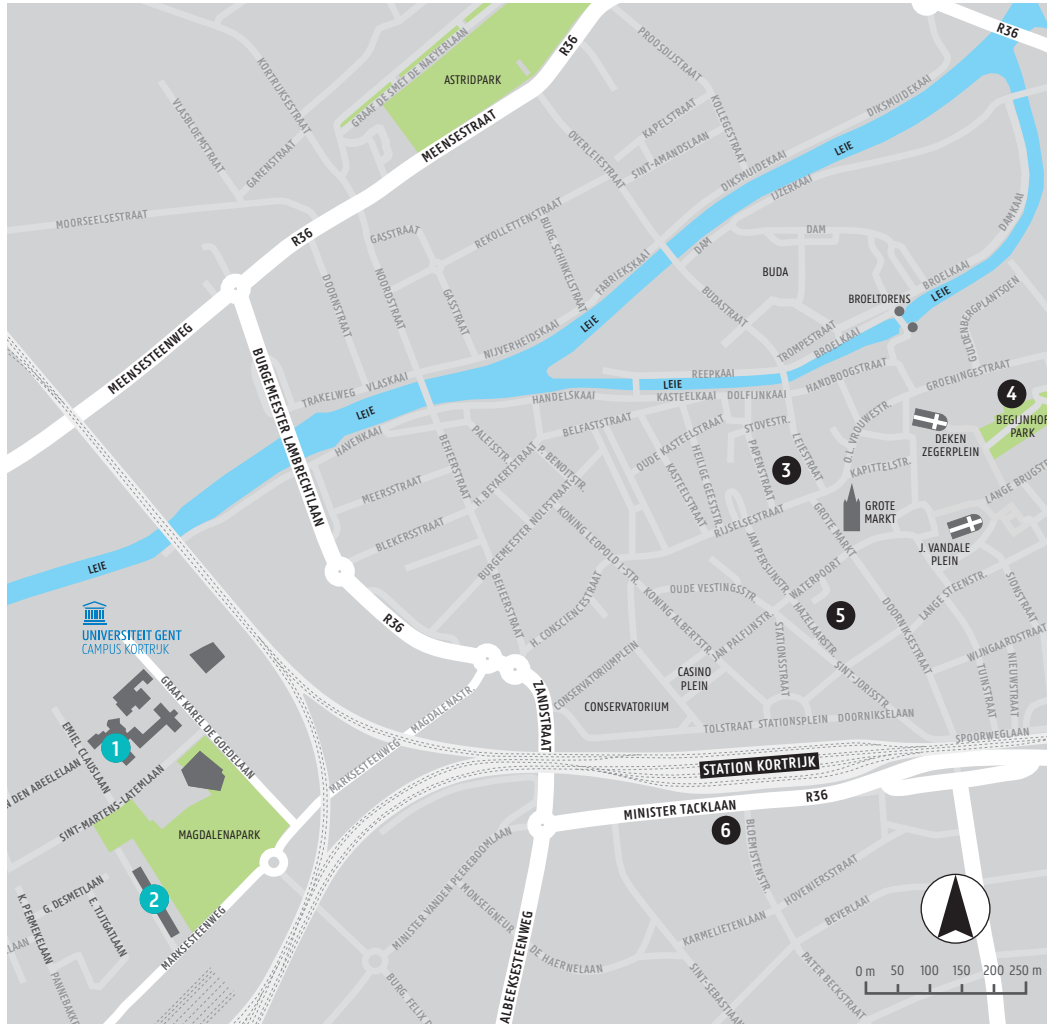 R36
R36
PROOSDIJSTRAAT
KORTRIJKSESTRAAT
GRAAF DE SMET DE NAEYERLAAN
ASTRIDPARK
VLASBLOEMSTRAAT
KAPELSTRAAT
KOLLEGESTRAAT
DIKSMUIDEKAAI
OVERLEIESTRAAT
MEENSESTRAAT
GARENSTRAAT
SINT-AMANDSLAAN
DIKSMUIDEKAAI
LEIE
IJZERKAAI
MOORSEELSESTRAAT
R36
GASSTRAAT
REKOLLETTENSTRAAT
DAM
DAM
DAMKAAI
BURG. SCHINKELSTRAAT
FABRIEKSKAAI
BUDA
DOORNSTRAAT
NOORDSTRAAT
GASSTRAAT
BUDASTRAAT
BROELTORENS
BROELKAAI
LEIE
GULDENBERGPLANTSOEN
MEENSESTEENWEG
LEIE
NIJVERHEIDSKAAI
TROMPESTRAAT
BROELKAAI
BURGEMEESTER LAMBRECHTLAAN
TRAKELWEG
VLASKAAI
REEPKAAI
LEIE
KASTEELKAAI
DOLFIJNKAAI
HANDBOOGSTRAAT
GROENINGESTRAAT
4
HANDELSKAAI
LEIE
HAVENKAAI
BELFASTSTRAAT
STOVESTR.
LEIESTRAAT
O.L. VROUWESTR.
BEGIJNHOF
PARK
DEKEN
ZEGERPLEIN
BEHEERSTRAAT
PALEISSTR.
H. BEYAERTSTRAAT
P. BENOITSTR.
OUDE KASTEELSTRAAT
KASTEELSTRAAT
HEILIGE GEESTSTR.
PAPENSTRAAT
3
KAPITTELSTR.
LANGE BRUGSTR
MEERSSTRAAT
RIJSELSESTRAAT
GROTE MARKT
GROTE
MARKT
BLEKERSSTRAAT
BURGEMEESTER NOLFSTRAAT
KONING LEOPOLD I-STR.
JAN PERSIJNSTR.
J. VANDALE
PLEIN
LEIE
BEHEERSTRAAT
H. CONSCIENCESTRAAT
OUDE VESTINGSSTR.
WATERPOORT
LANGE STEENSTR.
SIONSTRAAT
UNIVERSITEIT GENT
CAMPUS KORTRIJK
R36
KONING ALBERTSTR.
JAN PALFIJNSTR.
HAZELAARSTR.
5
DOORNIKSESTRAAT
WIJNGAARDSTRAAT
STATIONSSTRAAT
SINT-JORISSTR.
TUINSTRAAT
NIEUWSTRAAT
GRAAF KAREL DE GOEDELAAN
MAGDALENASTR.
ZANDSTRAAT
CONSERVATORIUMPLEIN
CASINO
PLEIN
CONSERVATORIUM
TOLSTRAAT
STATIONSPLEIN
DOORNIKSELAAN
SPOORWEGLAAN
EMIEL CLAUSLAAN
1
N DEN ABEELELAAN
MARKSESTEENWEG
STATION KORTRIJK
SINT-MARTENS-LATEMLAAN
MINISTER TACKLAAN
R36
MAGDALENAPARK
6
BLOEMISTENSTR.
MINISTER VANDEN PEEREBOOMLAAN
G. DESMETLAAN
2
K. PERMEKELAAN
E. TIJTGATLAAN
MARKSESTEENWEG
MONSEIGNEUR DE HAERNELAAN
HOVENIERSSTRAAT
BEVERLAAI
KARMELIETENLAAN
LAAN
PANNEBAKKE
BURG. FELIX D
ALBEEKSESTEENWEG
SINT-SEBASTIAA
PATER BECKSTRAAT
0 m 50 100 150 200 250 m